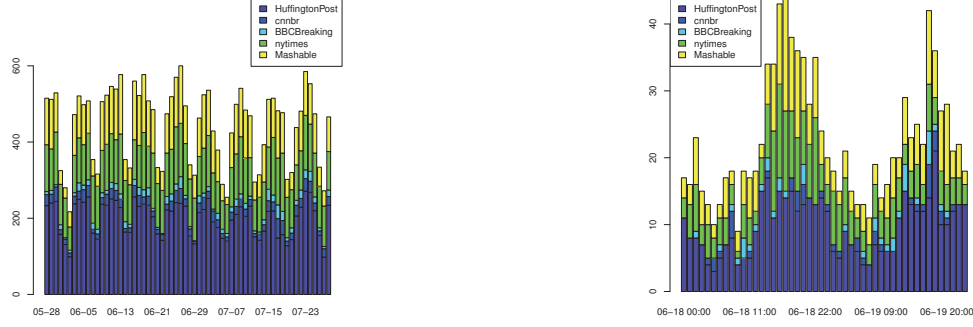 HuffingtonPost
cnnbr
BBCBreaking
nytimes
Mashable
600
400
200
0
05−28 06−05 06−13 06−21 06−29 07−07 07−15 07−23
HuffingtonPost
cnnbr
BBCBreaking
nytimes
Mashable
40
30
20
10
0
06−18 00:00 06−18 11:00 06−18 22:00 06−19 09:00 06−19 20:00